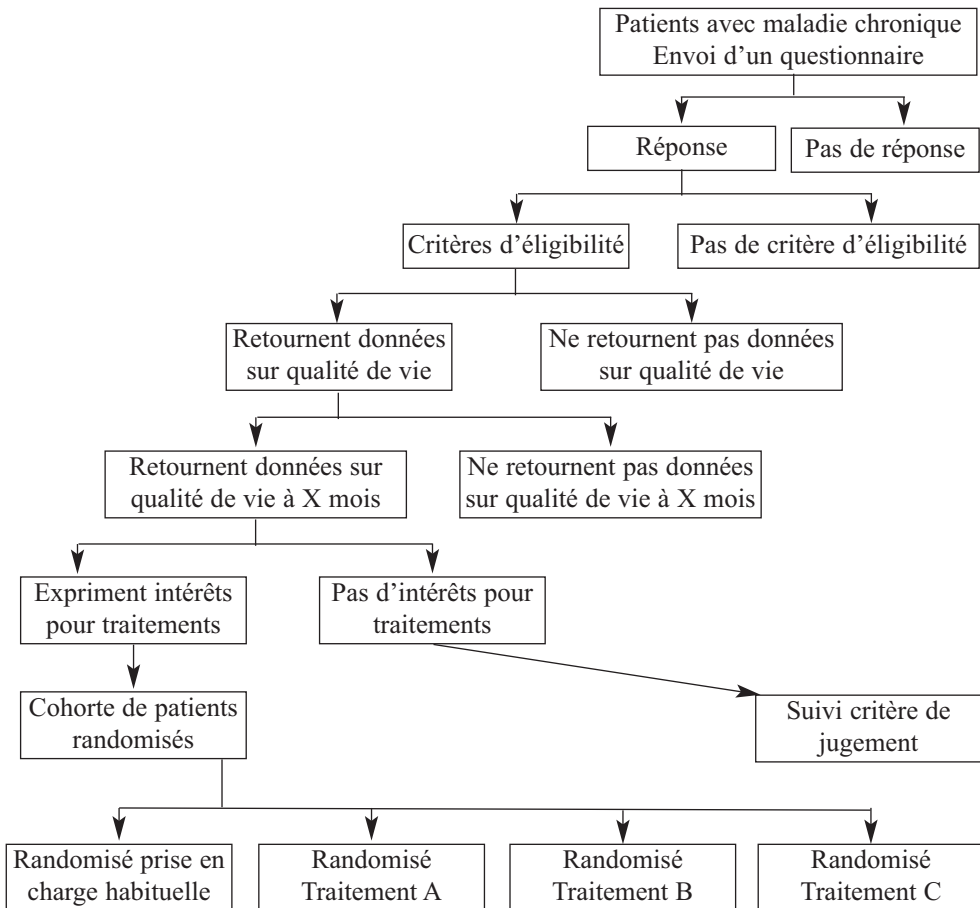 Patients avec maladie chronique
Envoi d'un questionnaire
Réponse
Pas de réponse
Critères d'éligibilité
Pas de critère d'éligibilité
Retournent données
sur qualité de vie
Ne retournent pas données
sur qualité de vie
Retournent données sur
qualité de vie à X mois
Ne retournent pas données
sur qualité de vie à X mois
Expriment intérêts
pour traitements
Pas d'intérêts pour
traitements
Cohorte de patients
randomisés
Suivi critère de
jugement
Randomisé prise en
charge habituelle
Randomisé
Traitement A
Randomisé
Traitement B
Randomisé
Traitement C